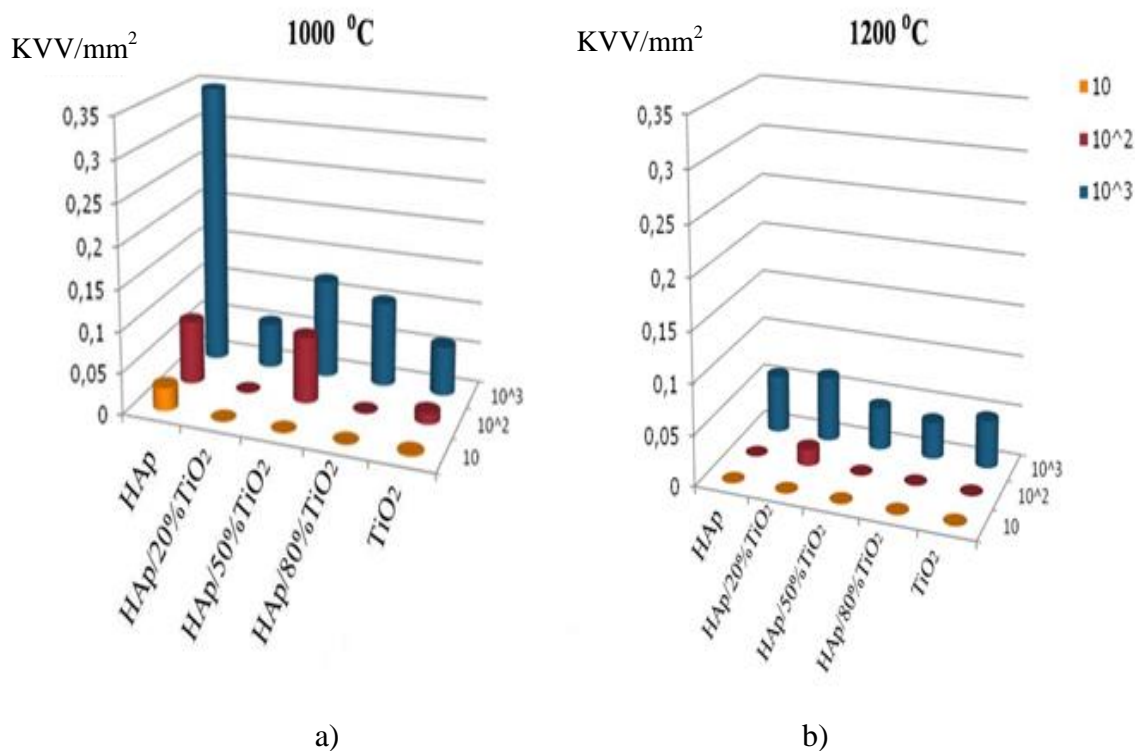 KVV/mm²
1000 ⁰C
0,35
0,3
0,25
0,2
0,15
0,1
0,05
0
10^3
10^2
10
HAp
HAp/20%TiO₂
HAp/50%TiO₂
HAp/80%TiO₂
TiO₂
a)
KVV/mm²
1200 ⁰C
0,35
0,3
0,25
0,2
0,15
0,1
0,05
0
10^3
10^2
10
HAp
HAp/20%TiO₂
HAp/50%TiO₂
HAp/80%TiO₂
TiO₂
10
10^2
10^3
b)